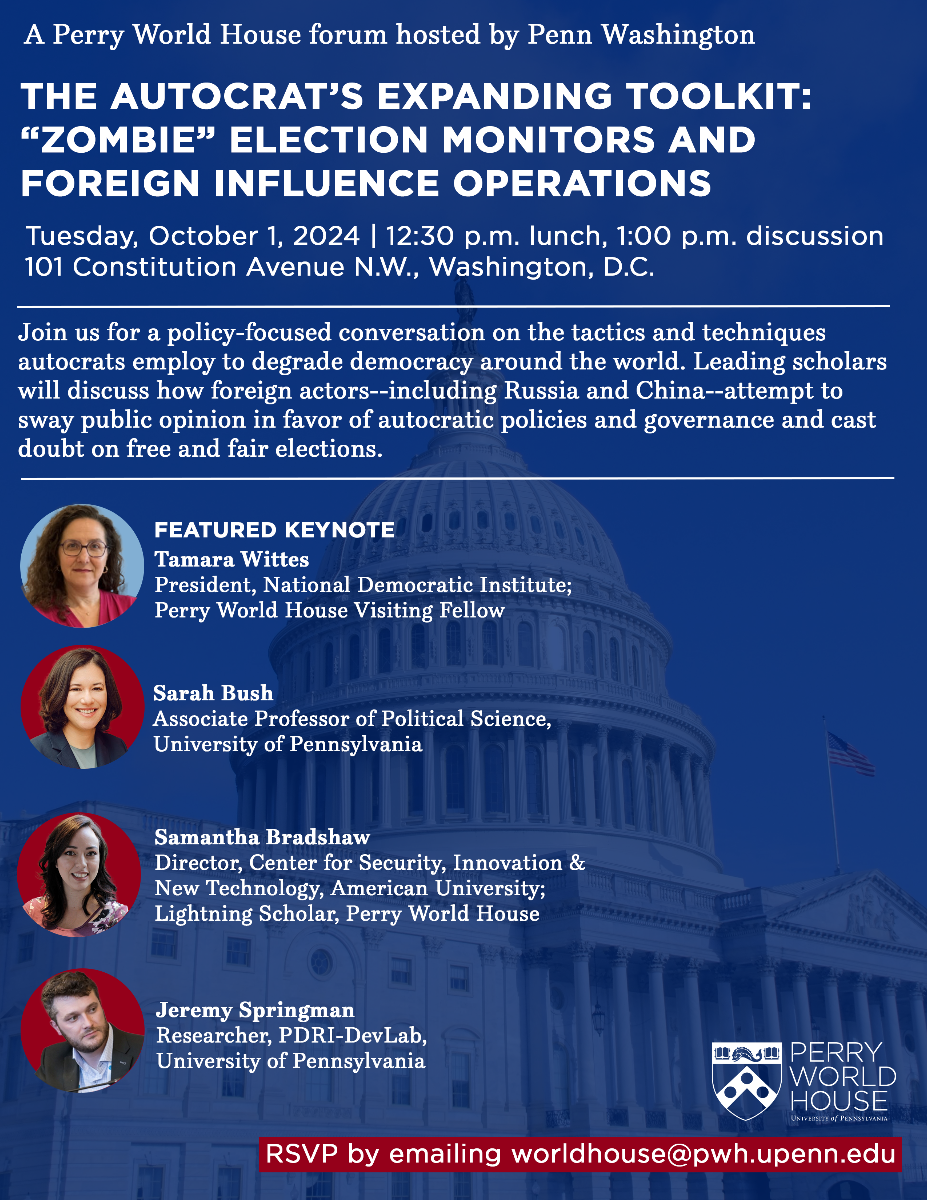 A Perry World House forum hosted by Penn Washington
THE AUTOCRAT’S EXPANDING TOOLKIT:
“ZOMBIE” ELECTION MONITORS AND
FOREIGN INFLUENCE OPERATIONS
Tuesday, October 1, 2024 | 12:30 p.m. lunch, 1:00 p.m. discussion
101 Constitution Avenue N.W., Washington, D.C.
Join us for a policy-focused conversation on the tactics and techniques
autocrats employ to degrade democracy around the world. Leading scholars
will discuss how foreign actors--including Russia and China--attempt to
sway public opinion in favor of autocratic policies and governance and cast
doubt on free and fair elections.
FEATURED KEYNOTE
Tamara Wittes
President, National Democratic Institute;
Perry World House Visiting Fellow
Sarah Bush
Associate Professor of Political Science,
University of Pennsylvania
Samantha Bradshaw
Director, Center for Security, Innovation &
New Technology, American University;
Lightning Scholar, Perry World House
Jeremy Springman
Researcher, PDRI-DevLab,
University of Pennsylvania
PERRY
WORLD
HOUSE
UNIVERSITY OF PENNSYLVANIA
RSVP by emailing worldhouse@pwh.upenn.edu